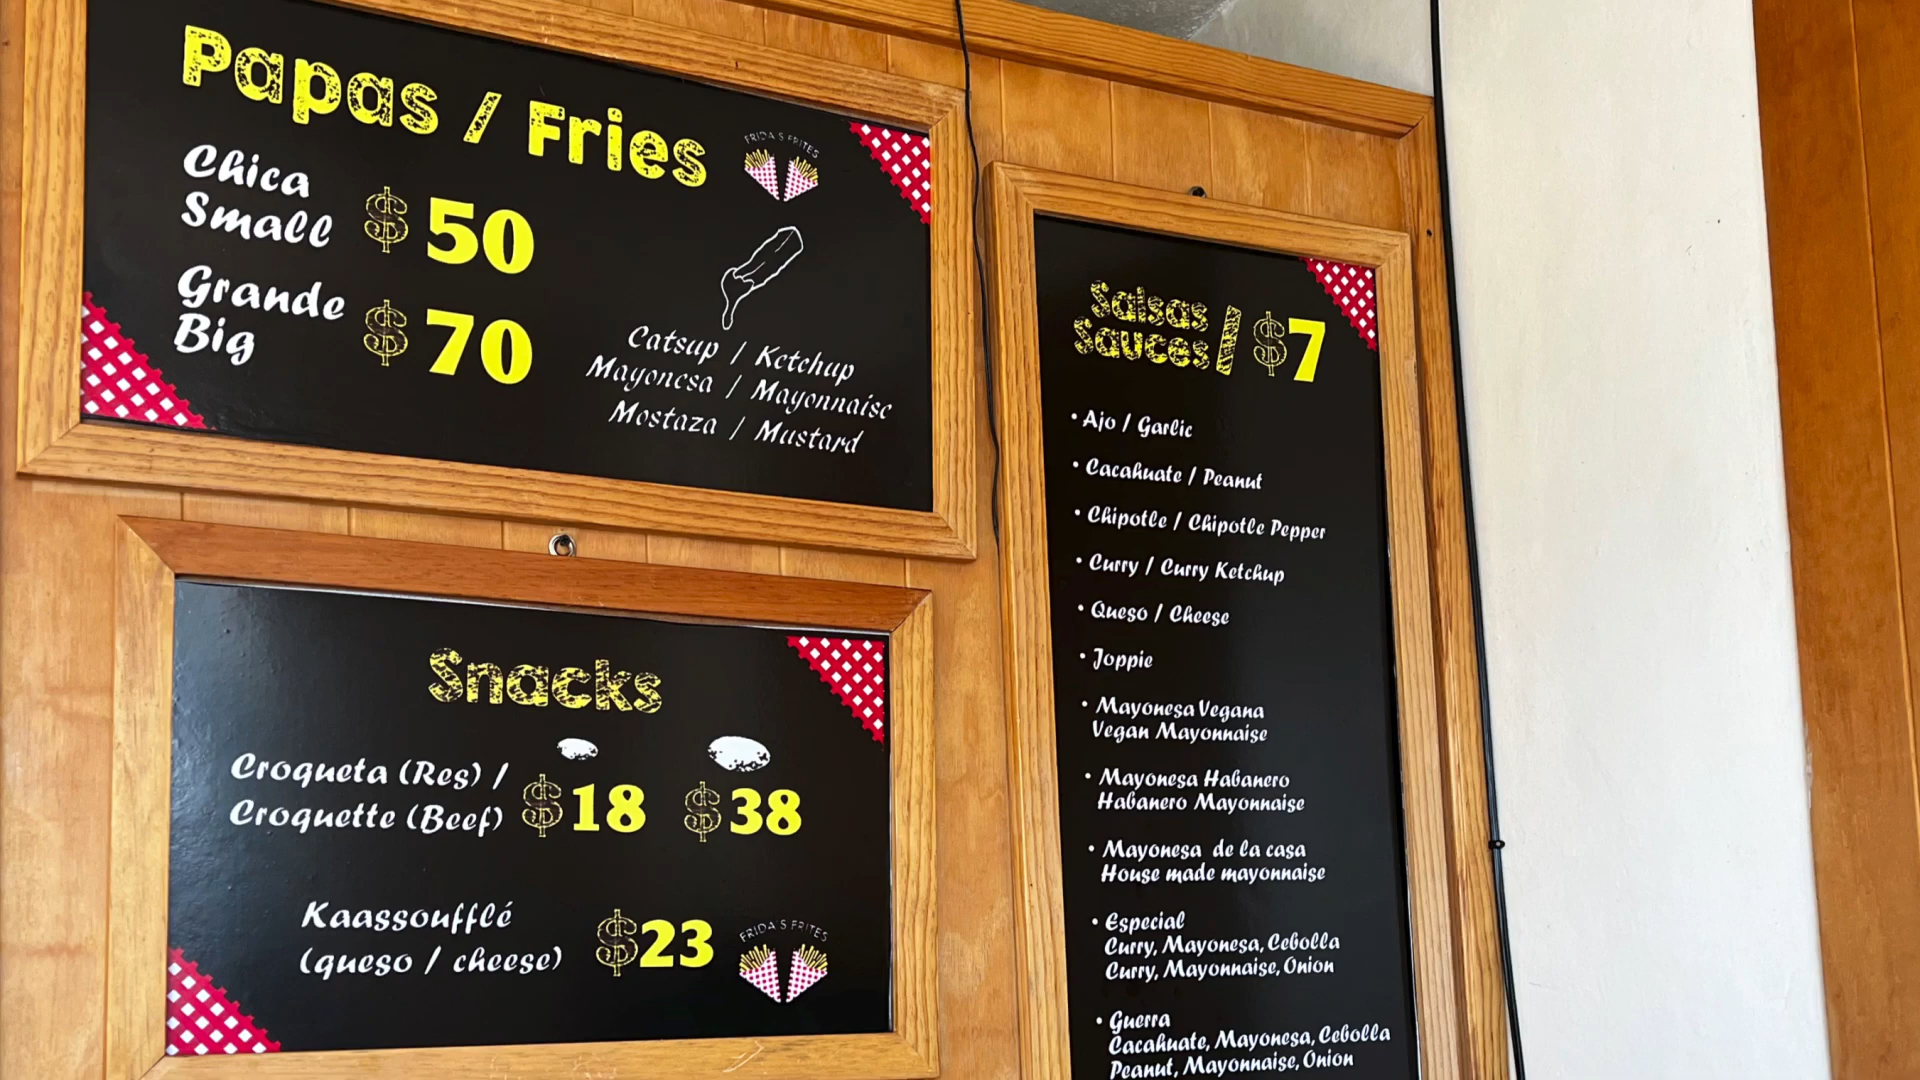 Papas / Fries
FRIDA'S FRITES
Chica
Small
$ 50
Grande
Big
$ 70
Catsup / Ketchup
Mayonesa / Mayonnaise
Mostaza / Mustard
Snacks
Croqueta (Res) /
Croquette (Beef)
$18 $38
Kaassoufflé
(queso / cheese)
$23
FRIDA'S FRITES
Salsas
Sauces / $7
• Ajo / Garlic
• Cacahuate / Peanut
• Chipotle / Chipotle Pepper
• Curry / Curry Ketchup
• Queso / Cheese
• Joppie
• Mayonesa Vegana
Vegan Mayonnaise
• Mayonesa Habanero
Habanero Mayonnaise
• Mayonesa de la casa
House made mayonnaise
• Especial
Curry, Mayonesa, Cebolla
Curry, Mayonnaise, Onion
• Guerra
Cacahuate, Mayonesa, Cebolla
Peanut, Mayonnaise, Onion